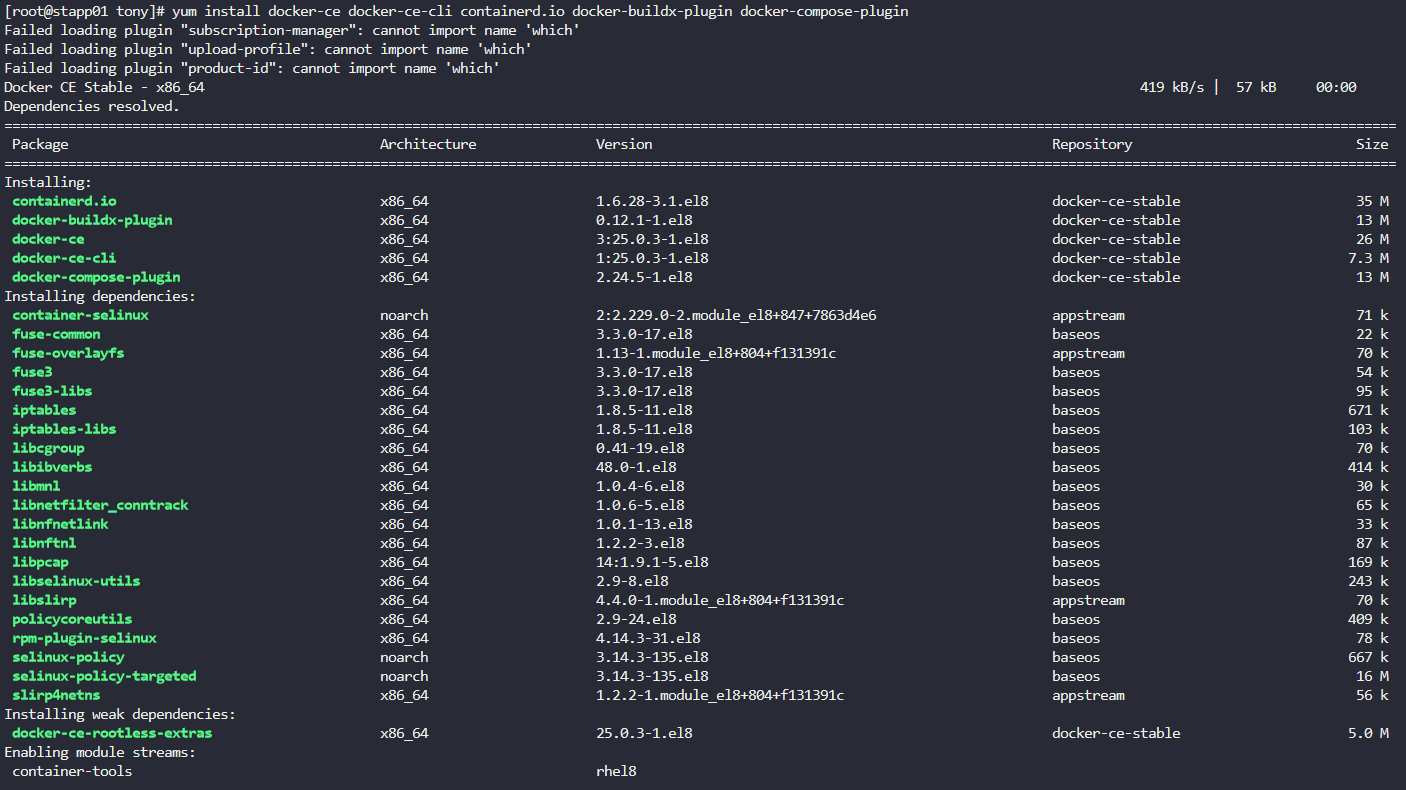 [root@stapp01 tony]# yum install docker-ce docker-ce-cli containerd.io docker-buildx-plugin docker-compose-plugin
Failed loading plugin "subscription-manager": cannot import name 'which'
Failed loading plugin "upload-profile": cannot import name 'which'
Failed loading plugin "product-id": cannot import name 'which'
Docker CE Stable - x86_64 419 kB/s | 57 kB 00:00
Dependencies resolved.
================================================================================
Package Architecture Version Repository Size
================================================================================
Installing:
containerd.io x86_64 1.6.28-3.1.el8 docker-ce-stable 35 M
docker-buildx-plugin x86_64 0.12.1-1.el8 docker-ce-stable 13 M
docker-ce x86_64 3:25.0.3-1.el8 docker-ce-stable 26 M
docker-ce-cli x86_64 1:25.0.3-1.el8 docker-ce-stable 7.3 M
docker-compose-plugin x86_64 2.24.5-1.el8 docker-ce-stable 13 M
Installing dependencies:
container-selinux noarch 2:2.229.0-2.module_el8+847+7863d4e6 appstream 71 k
fuse-common x86_64 3.3.0-17.el8 baseos 22 k
fuse-overlayfs x86_64 1.13-1.module_el8+804+f131391c appstream 70 k
fuse3 x86_64 3.3.0-17.el8 baseos 54 k
fuse3-libs x86_64 3.3.0-17.el8 baseos 95 k
iptables x86_64 1.8.5-11.el8 baseos 671 k
iptables-libs x86_64 1.8.5-11.el8 baseos 103 k
libcgroup x86_64 0.41-19.el8 baseos 70 k
libibverbs x86_64 48.0-1.el8 baseos 414 k
libmnl x86_64 1.0.4-6.el8 baseos 30 k
libnetfilter_conntrack x86_64 1.0.6-5.el8 baseos 65 k
libnfnetlink x86_64 1.0.1-13.el8 baseos 33 k
libnftnl x86_64 1.2.2-3.el8 baseos 87 k
libpcap x86_64 14:1.9.1-5.el8 baseos 169 k
libselinux-utils x86_64 2.9-8.el8 baseos 243 k
libslirp x86_64 4.4.0-1.module_el8+804+f131391c appstream 70 k
policycoreutils x86_64 2.9-24.el8 baseos 409 k
rpm-plugin-selinux x86_64 4.14.3-31.el8 baseos 78 k
selinux-policy noarch 3.14.3-135.el8 baseos 667 k
selinux-policy-targeted noarch 3.14.3-135.el8 baseos 16 M
slirp4netns x86_64 1.2.2-1.module_el8+804+f131391c appstream 56 k
Installing weak dependencies:
docker-ce-rootless-extras x86_64 25.0.3-1.el8 docker-ce-stable 5.0 M
Enabling module streams:
container-tools rhel8